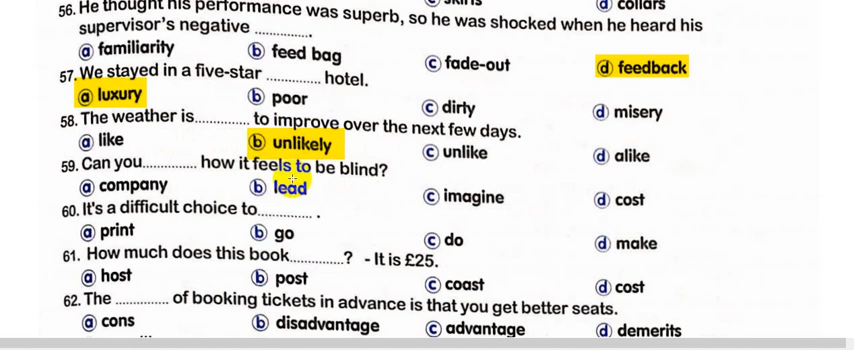 ⓓ collars
56. He thought his performance was superb, so he was shocked when he heard his
supervisor's negative ..............
ⓐ familiarity ⓑ feed bag ⓒ fade-out ⓓ feedback
57. We stayed in a five-star .............. hotel.
ⓐ luxury ⓑ poor ⓒ dirty ⓓ misery
58. The weather is.............. to improve over the next few days.
ⓐ like ⓑ unlikely ⓒ unlike ⓓ alike
59. Can you.............. how it feels to be blind?
ⓐ company ⓑ lead ⓒ imagine ⓓ cost
60. It's a difficult choice to.............. .
ⓐ print ⓑ go ⓒ do ⓓ make
61. How much does this book..............? - It is £25.
ⓐ host ⓑ post ⓒ coast ⓓ cost
62. The .............. of booking tickets in advance is that you get better seats.
ⓐ cons ⓑ disadvantage ⓒ advantage ⓓ demerits